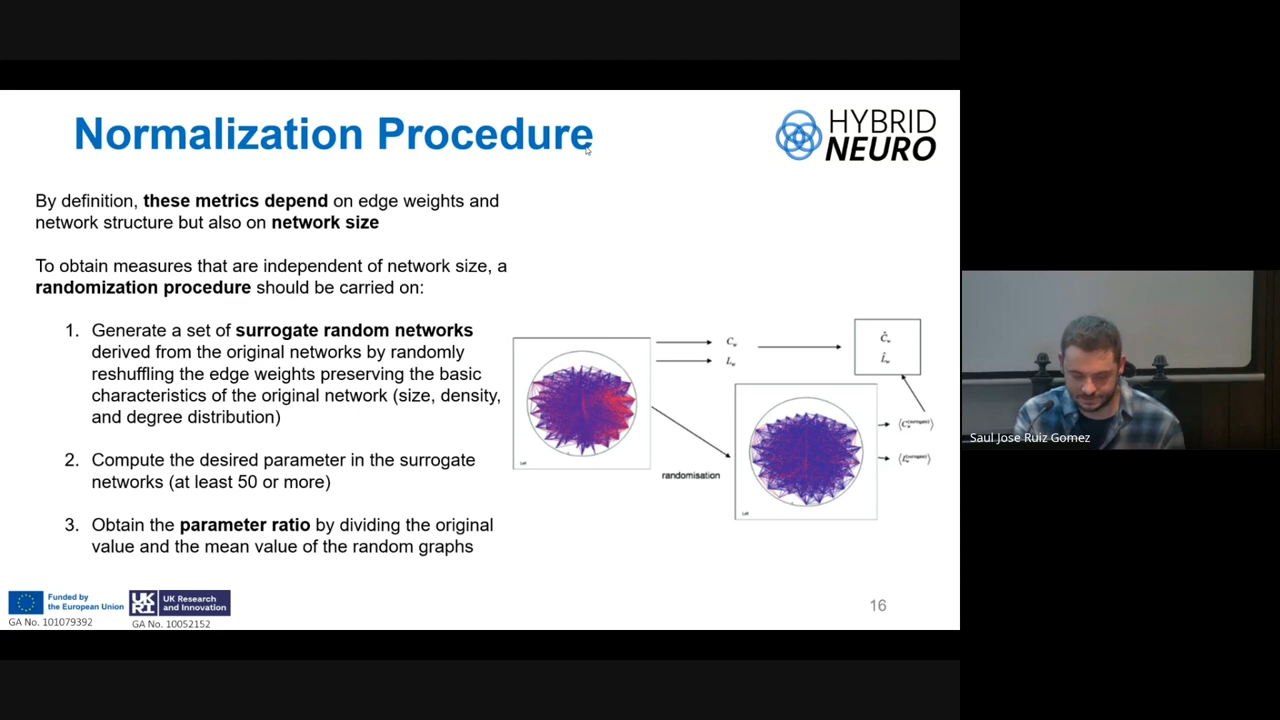 Normalization Procedure
HYBRID
NEURO
By definition, these metrics depend on edge weights and
network structure but also on network size
To obtain measures that are independent of network size, a
randomization procedure should be carried on:
1. Generate a set of surrogate random networks
derived from the original networks by randomly
reshuffling the edge weights preserving the basic
characteristics of the original network (size, density,
and degree distribution)
2. Compute the desired parameter in the surrogate
networks (at least 50 or more)
3. Obtain the parameter ratio by dividing the original
value and the mean value of the random graphs
randomisation
Saul Jose Ruiz Gomez
Funded by
the European Union
GA No. 101079392
UK
RI
UK Research
and Innovation
GA No. 10052152
16